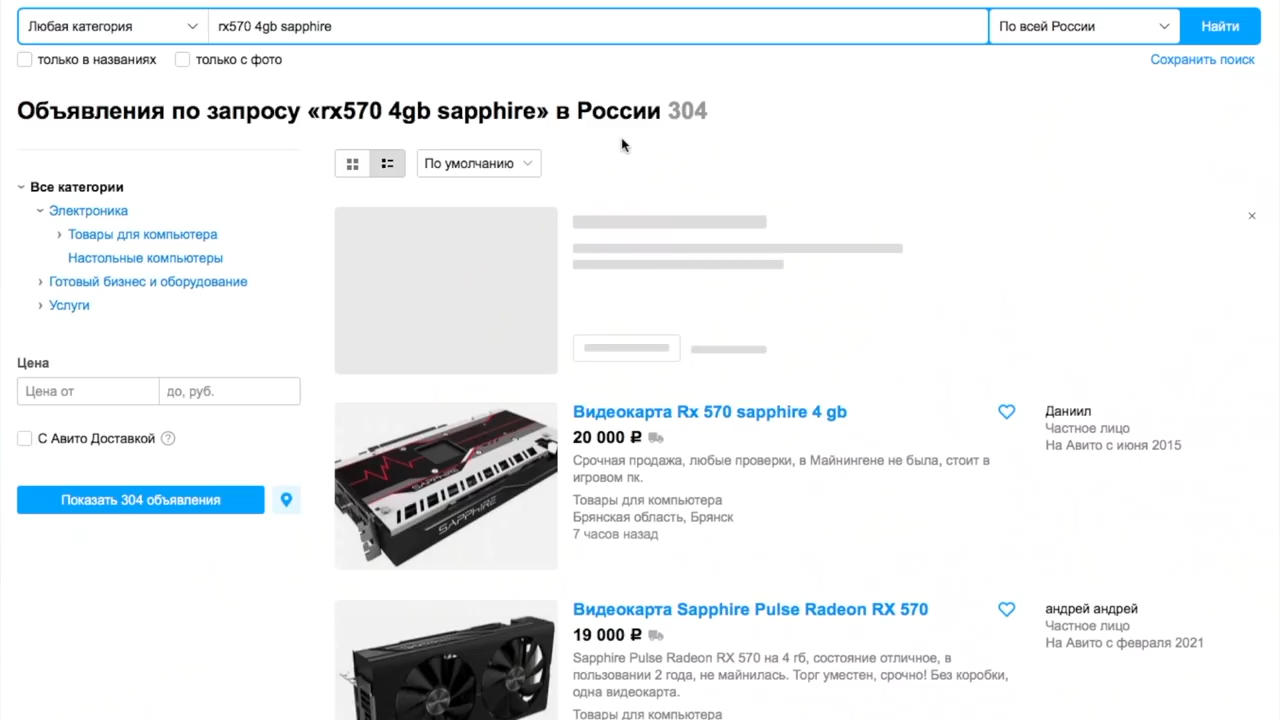 Любая категория
rx570 4gb sapphire
По всей России
Найти
только в названиях
только с фото
Сохранить поиск
Объявления по запросу «rx570 4gb sapphire» в России 304
По умолчанию
Все категории
Электроника
Товары для компьютера
Настольные компьютеры
Готовый бизнес и оборудование
Услуги
Цена
Цена от
до, руб.
С Авито Доставкой ?
Показать 304 объявления
SAPPHIRE
SAPPHIRE
Видеокарта Rx 570 sapphire 4 gb
20 000 ₽
Срочная продажа, любые проверки, в Майнингене не была, стоит в
игровом пк.
Товары для компьютера
Брянская область, Брянск
7 часов назад
Даниил
Частное лицо
На Авито с июня 2015
Видеокарта Sapphire Pulse Radeon RX 570
19 000 ₽
Sapphire Pulse Radeon RX 570 на 4 гб, состояние отличное, в
пользовании 2 года, не майнилась. Торг уместен, срочно! Без коробки,
одна видеокарта.
Товары для компьютера
андрей андрей
Частное лицо
На Авито с февраля 2021